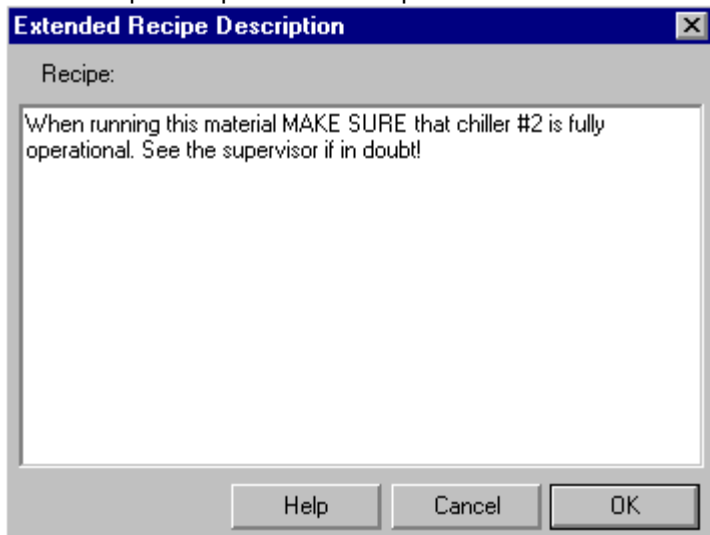 Extended Recipe Description
Recipe:
When running this material MAKE SURE that chiller #2 is fully
operational. See the supervisor if in doubt!
Help Cancel OK